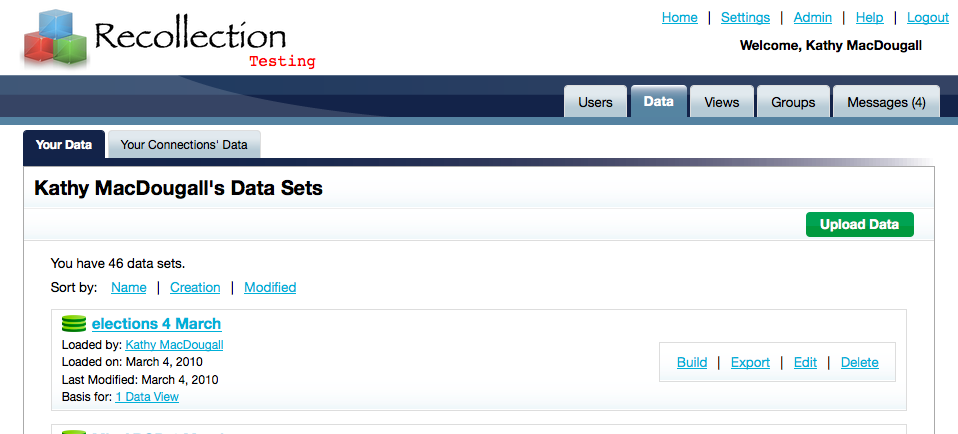 Home | Settings | Admin | Help | Logout
Recollection
Testing
Welcome, Kathy MacDougall
Users Data Views Groups Messages (4)
Your Data Your Connections' Data
Kathy MacDougall's Data Sets
Upload Data
You have 46 data sets.
Sort by: Name | Creation | Modified
elections 4 March
Loaded by: Kathy MacDougall
Loaded on: March 4, 2010
Last Modified: March 4, 2010
Basis for: 1 Data View
Build | Export | Edit | Delete